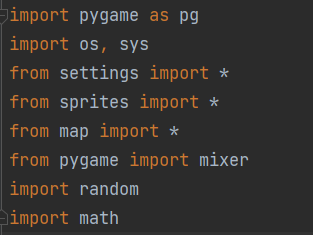 import pygame as pg
import os, sys
from settings import *
from sprites import *
from map import *
from pygame import mixer
import random
import math